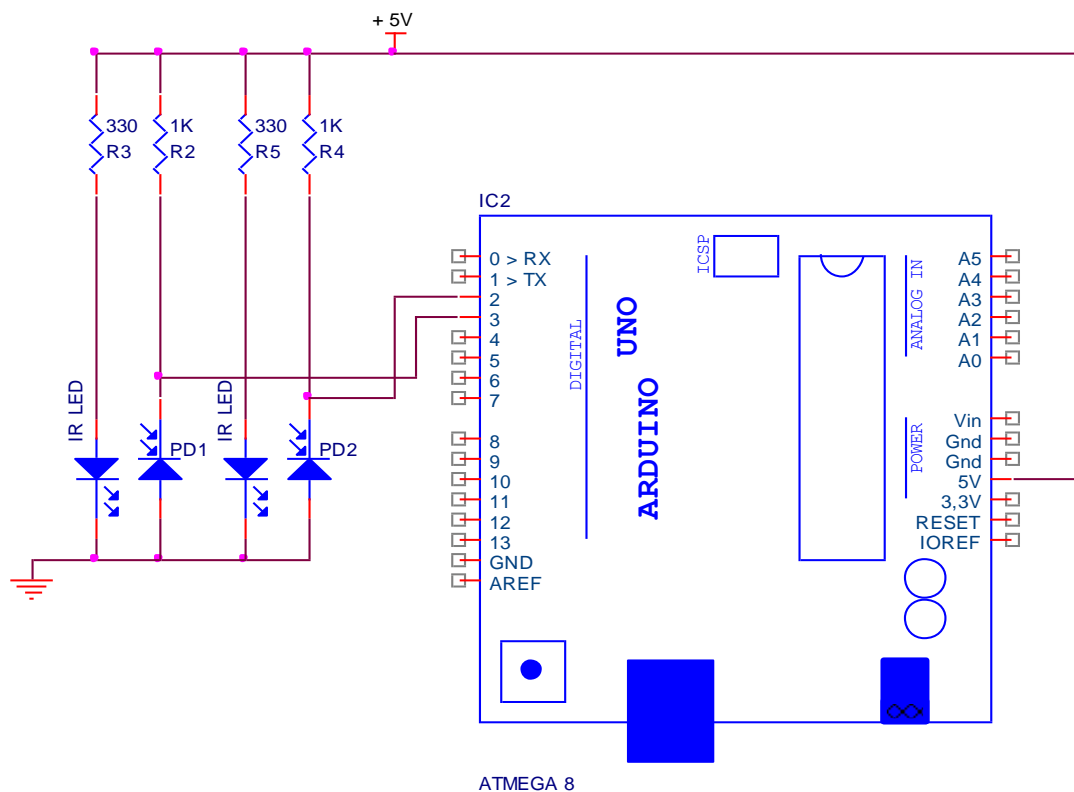 + 5V
330
R3
1K
R2
330
R5
1K
R4
IR LED
PD1
IR LED
PD2
IC2
0 > RX
1 > TX
2
3
4
5
6
7
8
9
10
11
12
13
GND
AREF
DIGITAL
ARDUINO UNO
ICSP
ANALOG IN
POWER
A5
A4
A3
A2
A1
A0
Vin
Gnd
Gnd
5V
3,3V
RESET
IOREF
ATMEGA 8